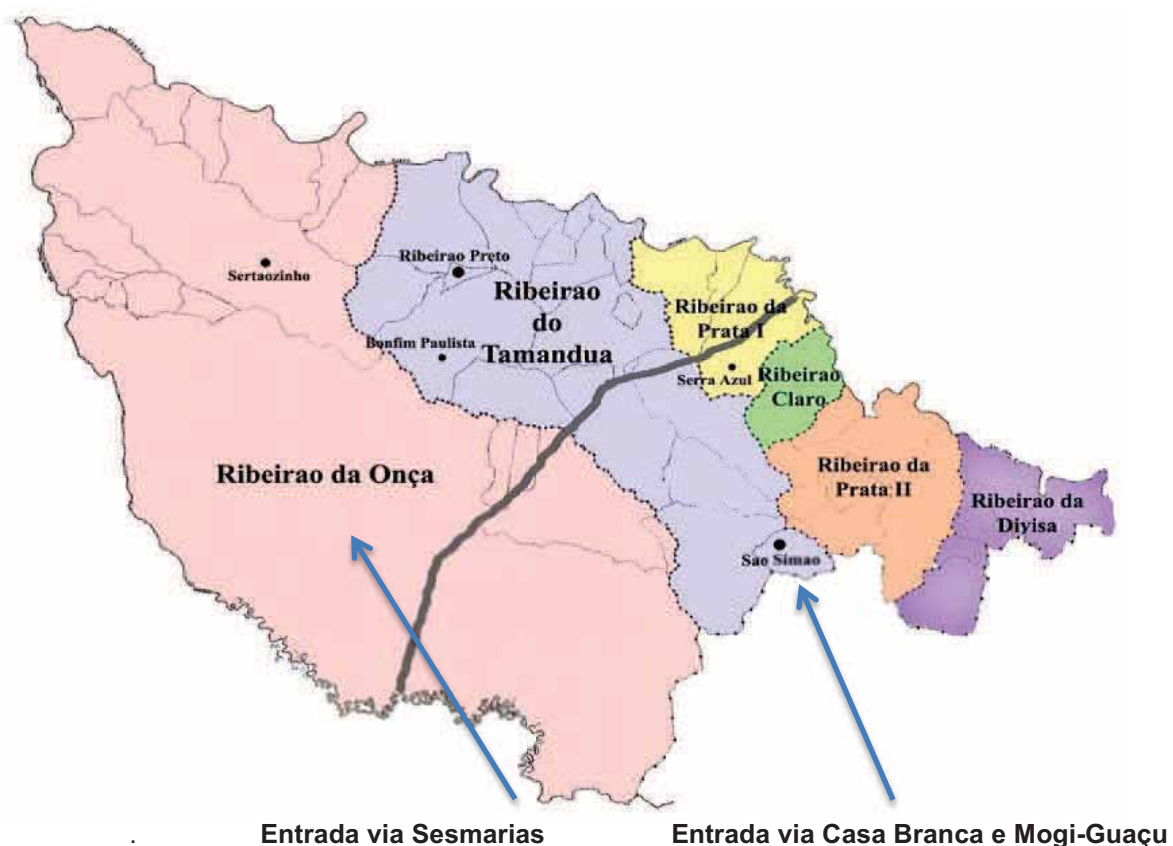 Ribeirao Preto
Sertaozinho
Ribeirao
do
Tamandua
Bonfim Paulista
Ribeirao da
Prata I
Serra Azul
Ribeirao
Claro
Ribeirao da Onça
Ribeirao da
Prata II
Ribeirao da
Divisa
Sao Simao
. Entrada via Sesmarias
Entrada via Casa Branca e Mogi-Guaçu